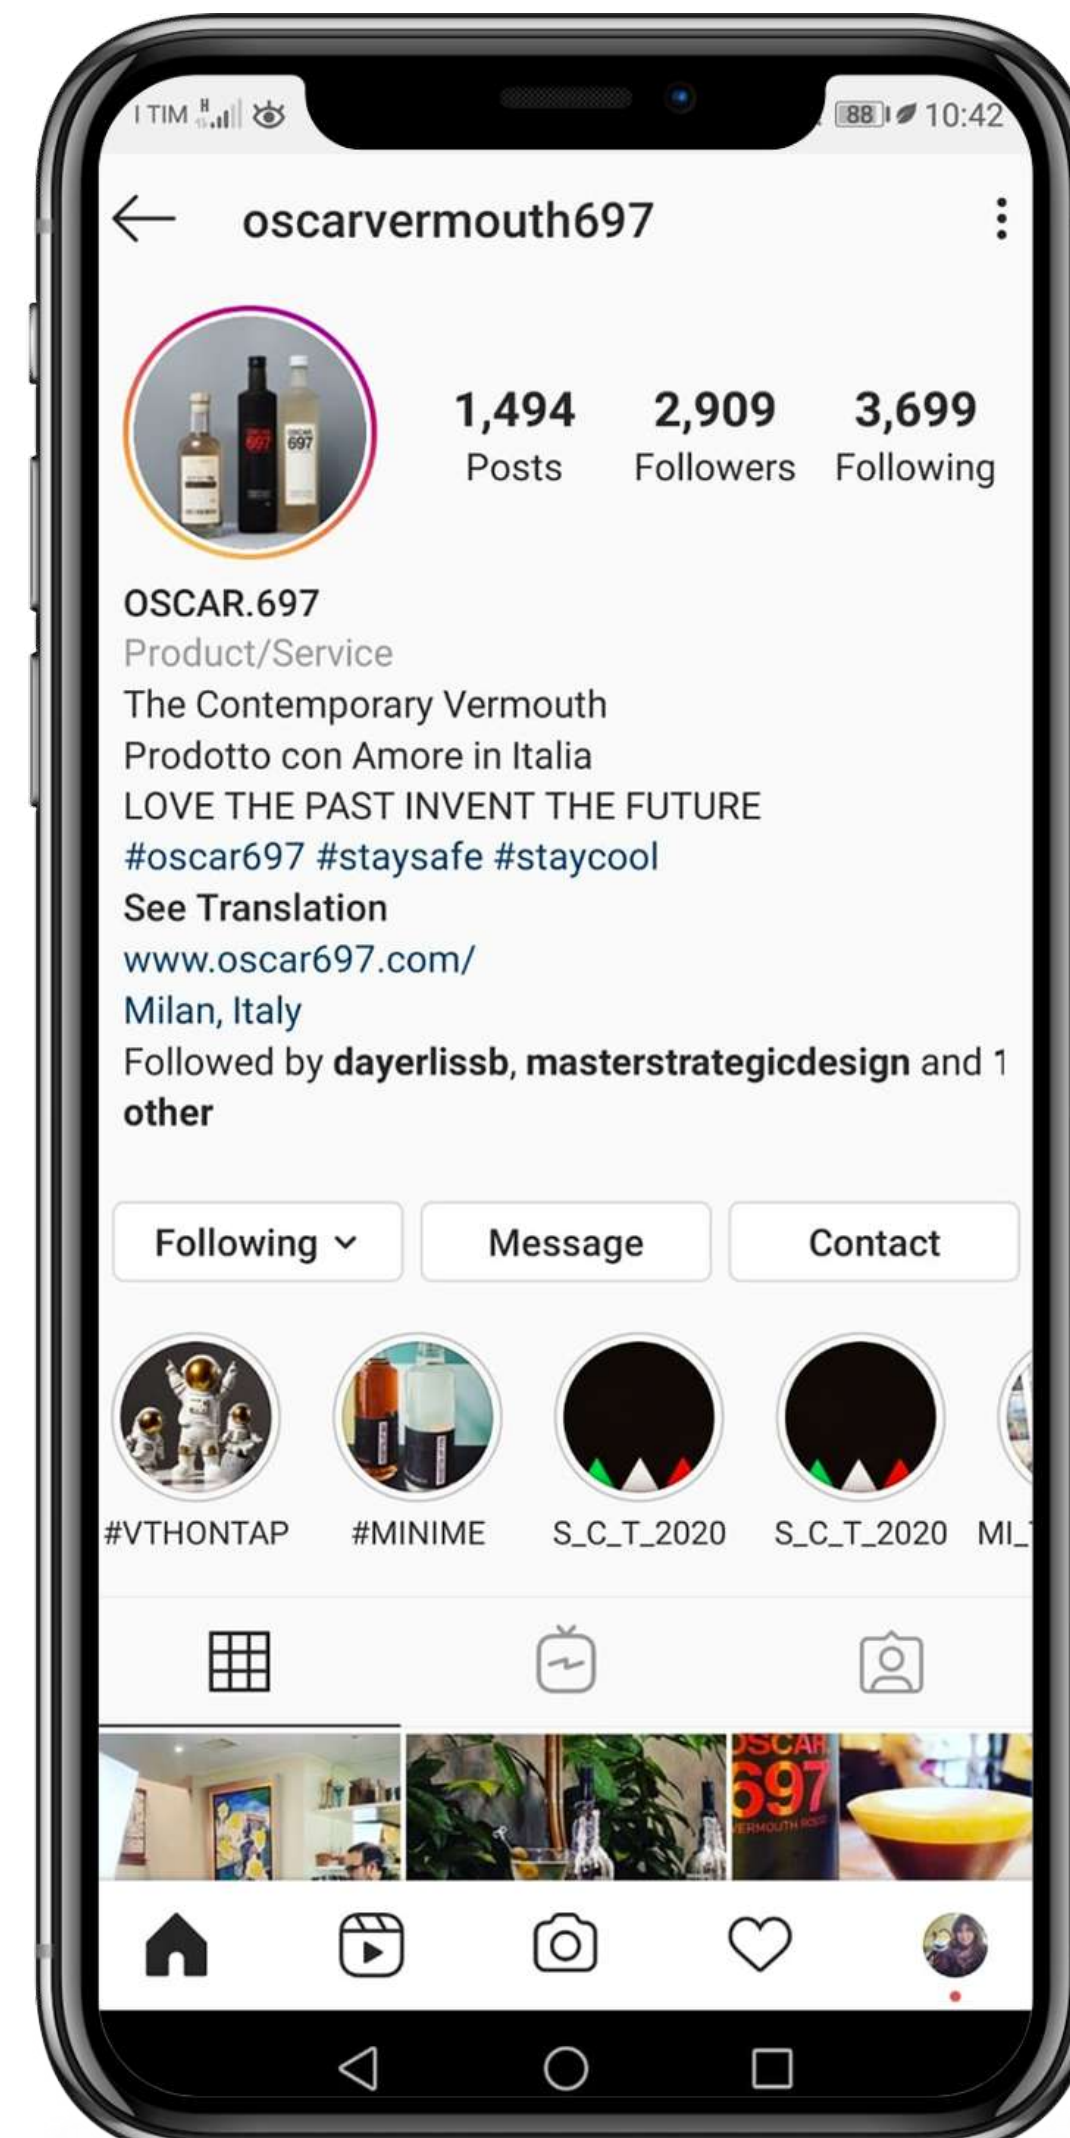 TIM H 88 10:42
oscarvermouth697
1,494 2,909 3,699
Posts Followers Following
OSCAR.697
Product/Service
The Contemporary Vermouth
Prodotto con Amore in Italia
LOVE THE PAST INVENT THE FUTURE
#oscar697 #staysafe #staycool
See Translation
www.oscar697.com/
Milan, Italy
Followed by dayerlissb, masterstrategicdesign and 1
other
Following Message Contact
#VTHONTAP #MINIME S_C_T_2020 S_C_T_2020 MI_
OSCAR
697
VERMOUTH